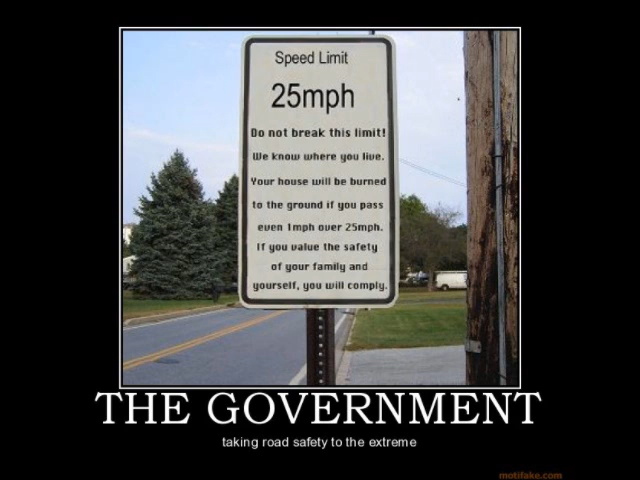 Speed Limit
25mph
Do not break this limit!
We know where you live.
Your house will be burned
to the ground if you pass
even 1mph over 25mph.
If you value the safety
of your family and
yourself, you will comply.
THE GOVERNMENT
taking road safety to the extreme
motifake.com